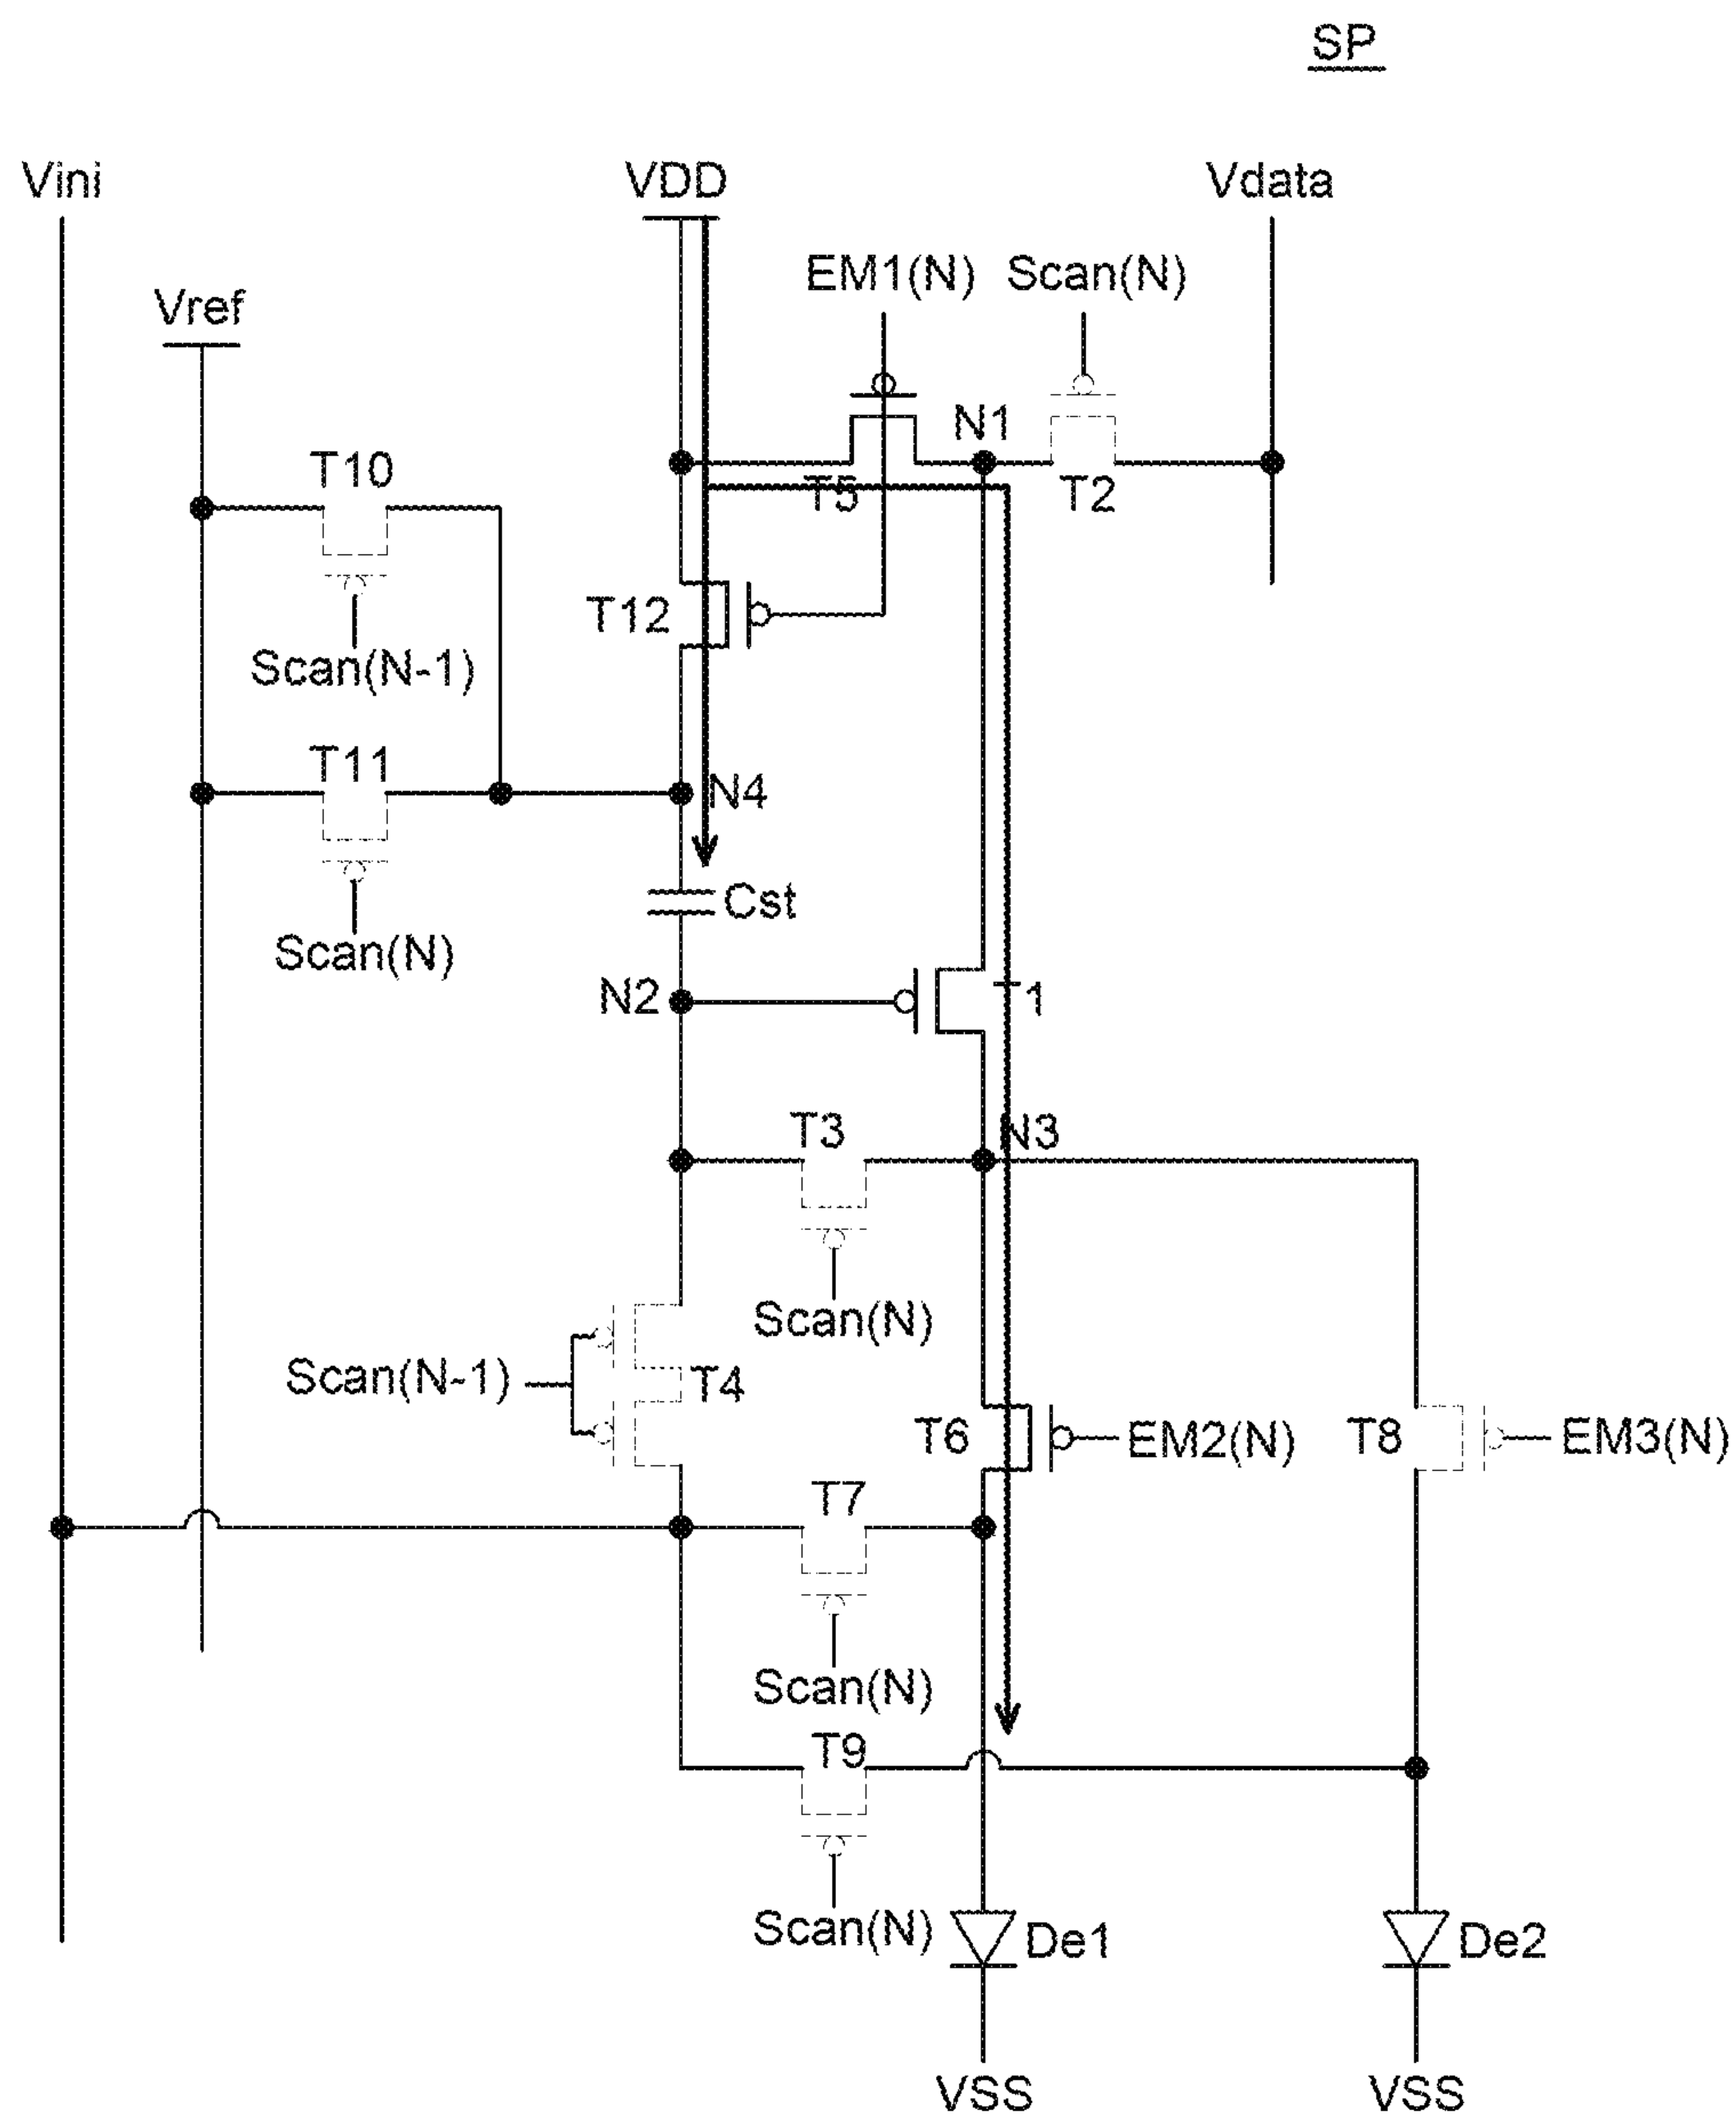 SP
Vini
VDD
Vdata
Vref
EM1(N)
Scan(N)
N1
T10
T5
T2
T12
Scan(N-1)
T11
N4
Cst
Scan(N)
N2
T1
T3
N3
Scan(N)
Scan(N-1)
T4
T6
EM2(N)
T8
EM3(N)
T7
Scan(N)
T9
Scan(N)
De1
De2
VSS
VSS